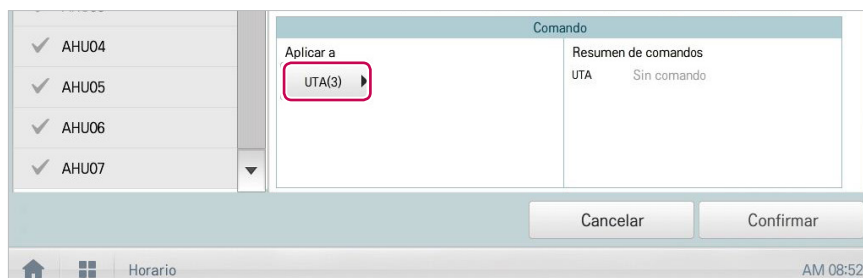 AHU04
AHU05
AHU06
AHU07
Comando
Aplicar a
UTA(3)
Resumen de comandos
UTA Sin comando
Cancelar
Confirmar
Horario
AM 08:52